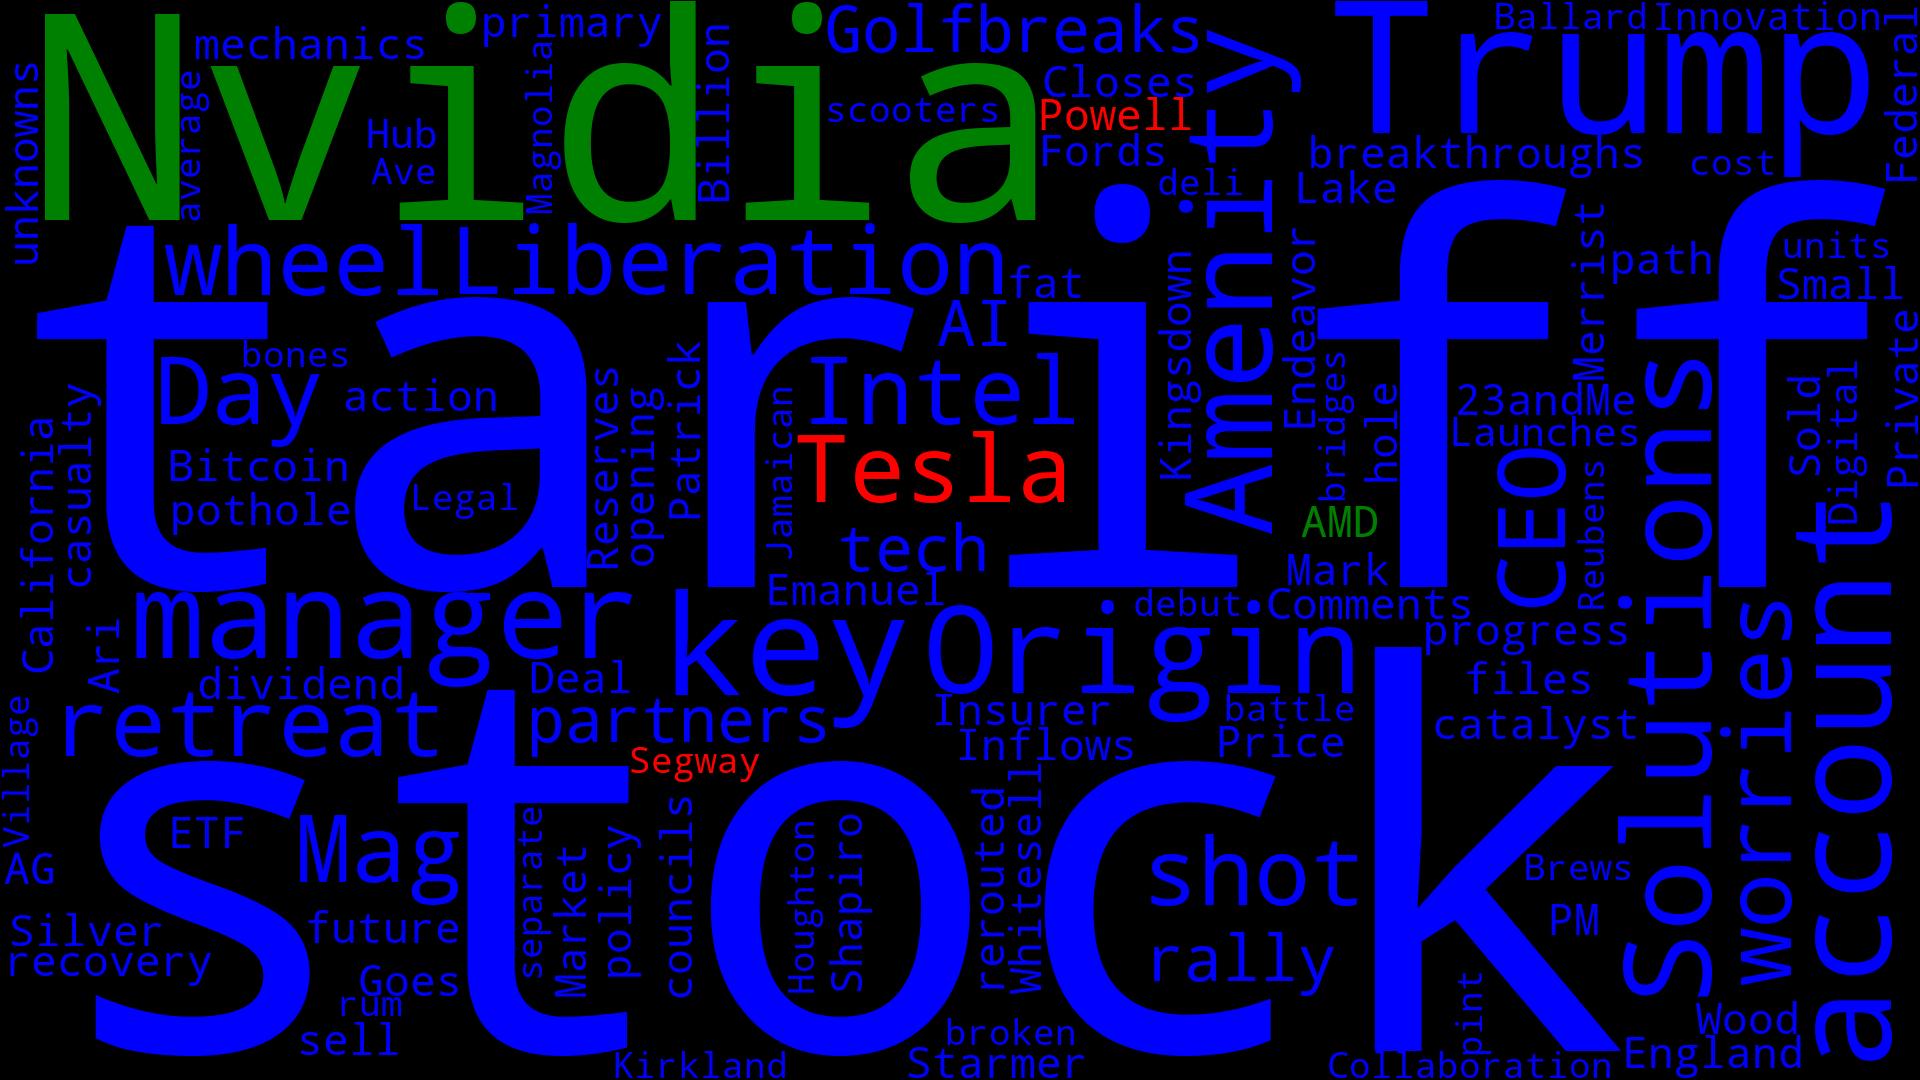 Nvidia
Trump
tariff
stock
mechanics
primary
Golfbreaks
Ballard
Innovation
Federal
unknowns
average
Hub
Ave
Magnolia
Billion
scooters
Closes
Powell
Fords
Amenity
deli
breakthroughs
cost
Lake
wheel
Liberation
fat
AI
Kingsdown
Endeavor
Merrist
path
units
Small
Private
bones
Day
action
Intel
Tesla
bridges
hole
23andMe
Launches
Sold
Digital
California
casualty
Bitcoin
pothole
Legal
Reserves
opening
Patrick
Jamaican
tech
AMD
Mark
CEO
Reubens
Solutions
account
Emanuel
debut
Comments
progress
worries
Ari
manager
key
Origin
dividend
Deal
files
retreat
partners
Insurer
battle
catalyst
Inflows
Price
Village
Segway
ETF
Mag
separate
Market
policy
councils
Houghton
Shapiro
rerouted
Whitesell
shot
Brews
AG
Silver
future
rally
PM
recovery
Goes
rum
pint
sell
broken
Wood
Kirkland
Starmer
Collaboration
England